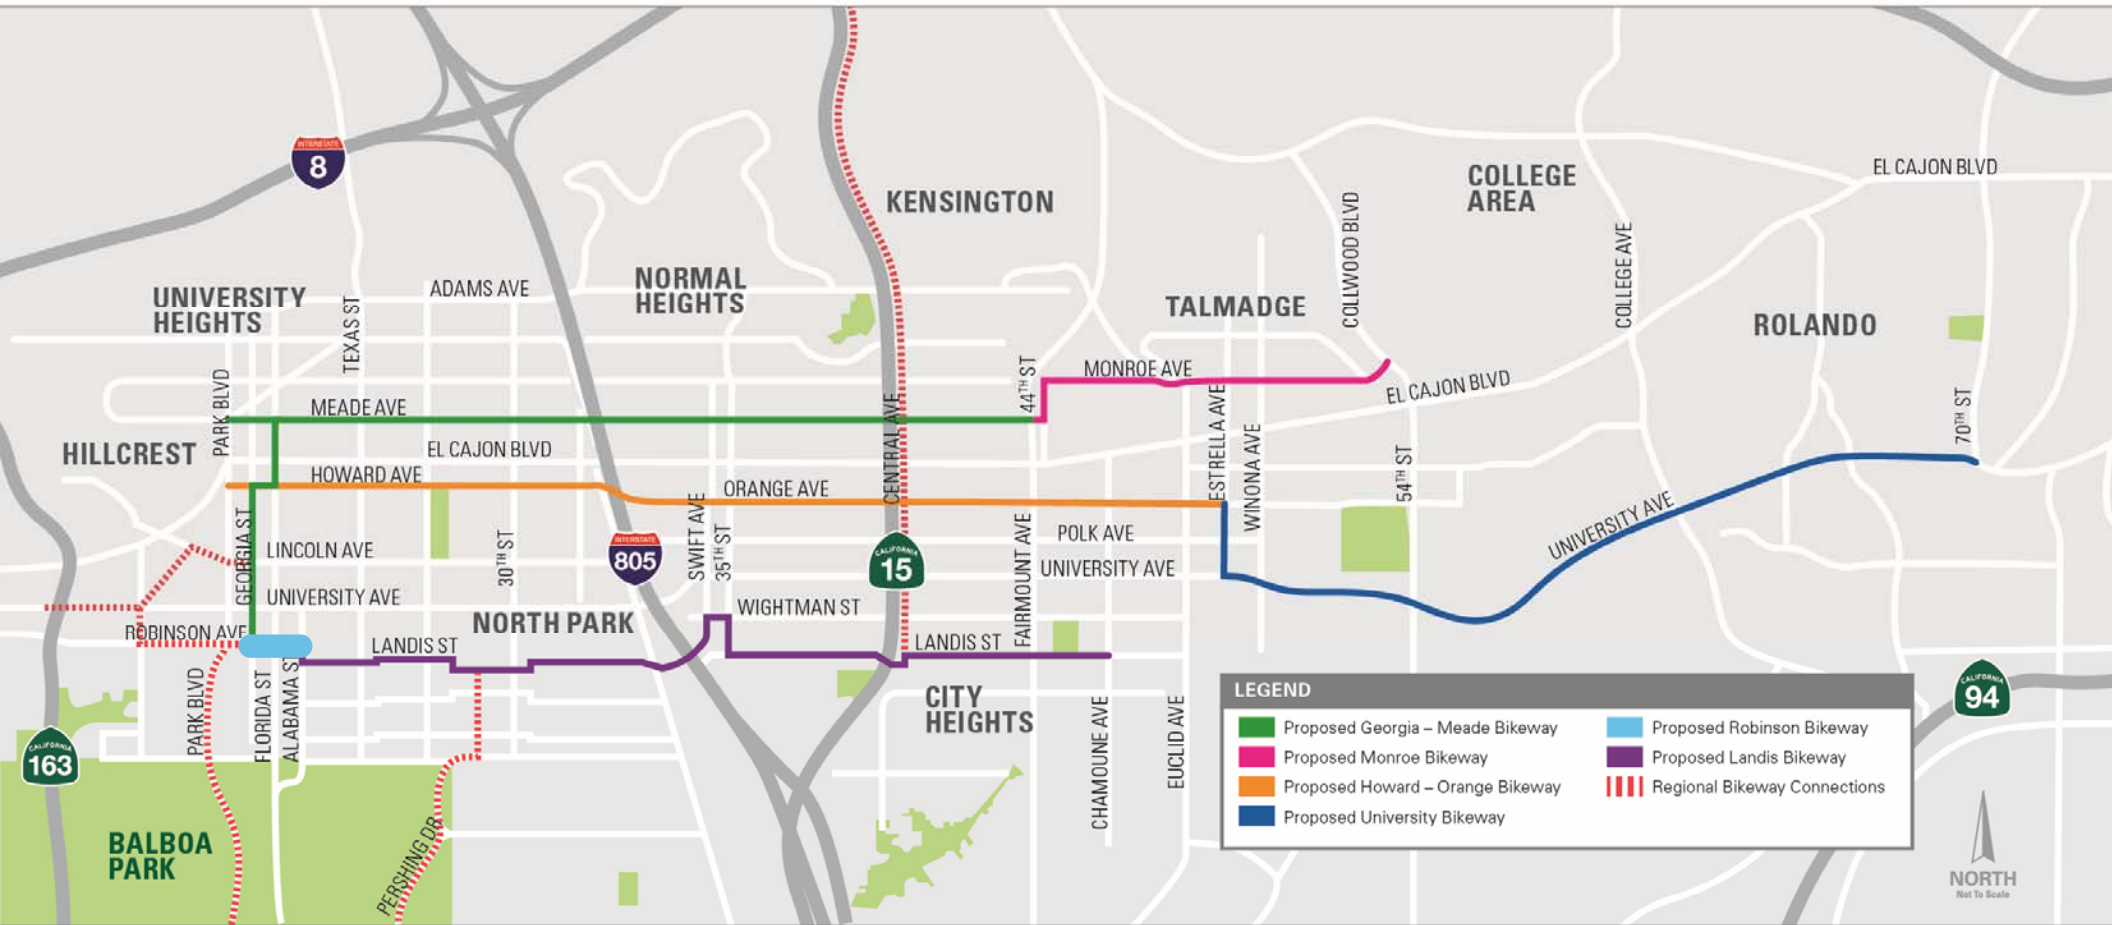 INTERSTATE
8
KENSINGTON
COLLEGE
AREA
EL CAJON BLVD
COLLWOOD BLVD
COLLEGE AVE
UNIVERSITY
HEIGHTS
TEXAS ST
ADAMS AVE
NORMAL
HEIGHTS
TALMADGE
ROLANDO
PARK BLVD
MEADE AVE
44TH ST
MONROE AVE
EL CAJON BLVD
HILLCREST
EL CAJON BLVD
CENTRAL AVE
ESTRELLA AVE
WINONA AVE
54TH ST
70TH ST
HOWARD AVE
ORANGE AVE
GEORGIA ST
LINCOLN AVE
30TH ST
INTERSTATE
805
SWIFT AVE
35TH ST
CALIFORNIA
15
FAIRMOUNT AVE
POLK AVE
UNIVERSITY AVE
UNIVERSITY AVE
UNIVERSITY AVE
ROBINSON AVE
NORTH PARK
WIGHTMAN ST
LANDIS ST
LANDIS ST
PARK BLVD
FLORIDA ST
ALABAMA ST
CITY
HEIGHTS
CHAMOUNE AVE
EUCLID AVE
CALIFORNIA
163
CALIFORNIA
94
BALBOA
PARK
PERSHING DR
LEGEND
Proposed Georgia – Meade Bikeway
Proposed Monroe Bikeway
Proposed Howard – Orange Bikeway
Proposed University Bikeway
Proposed Robinson Bikeway
Proposed Landis Bikeway
Regional Bikeway Connections
NORTH
Not To Scale